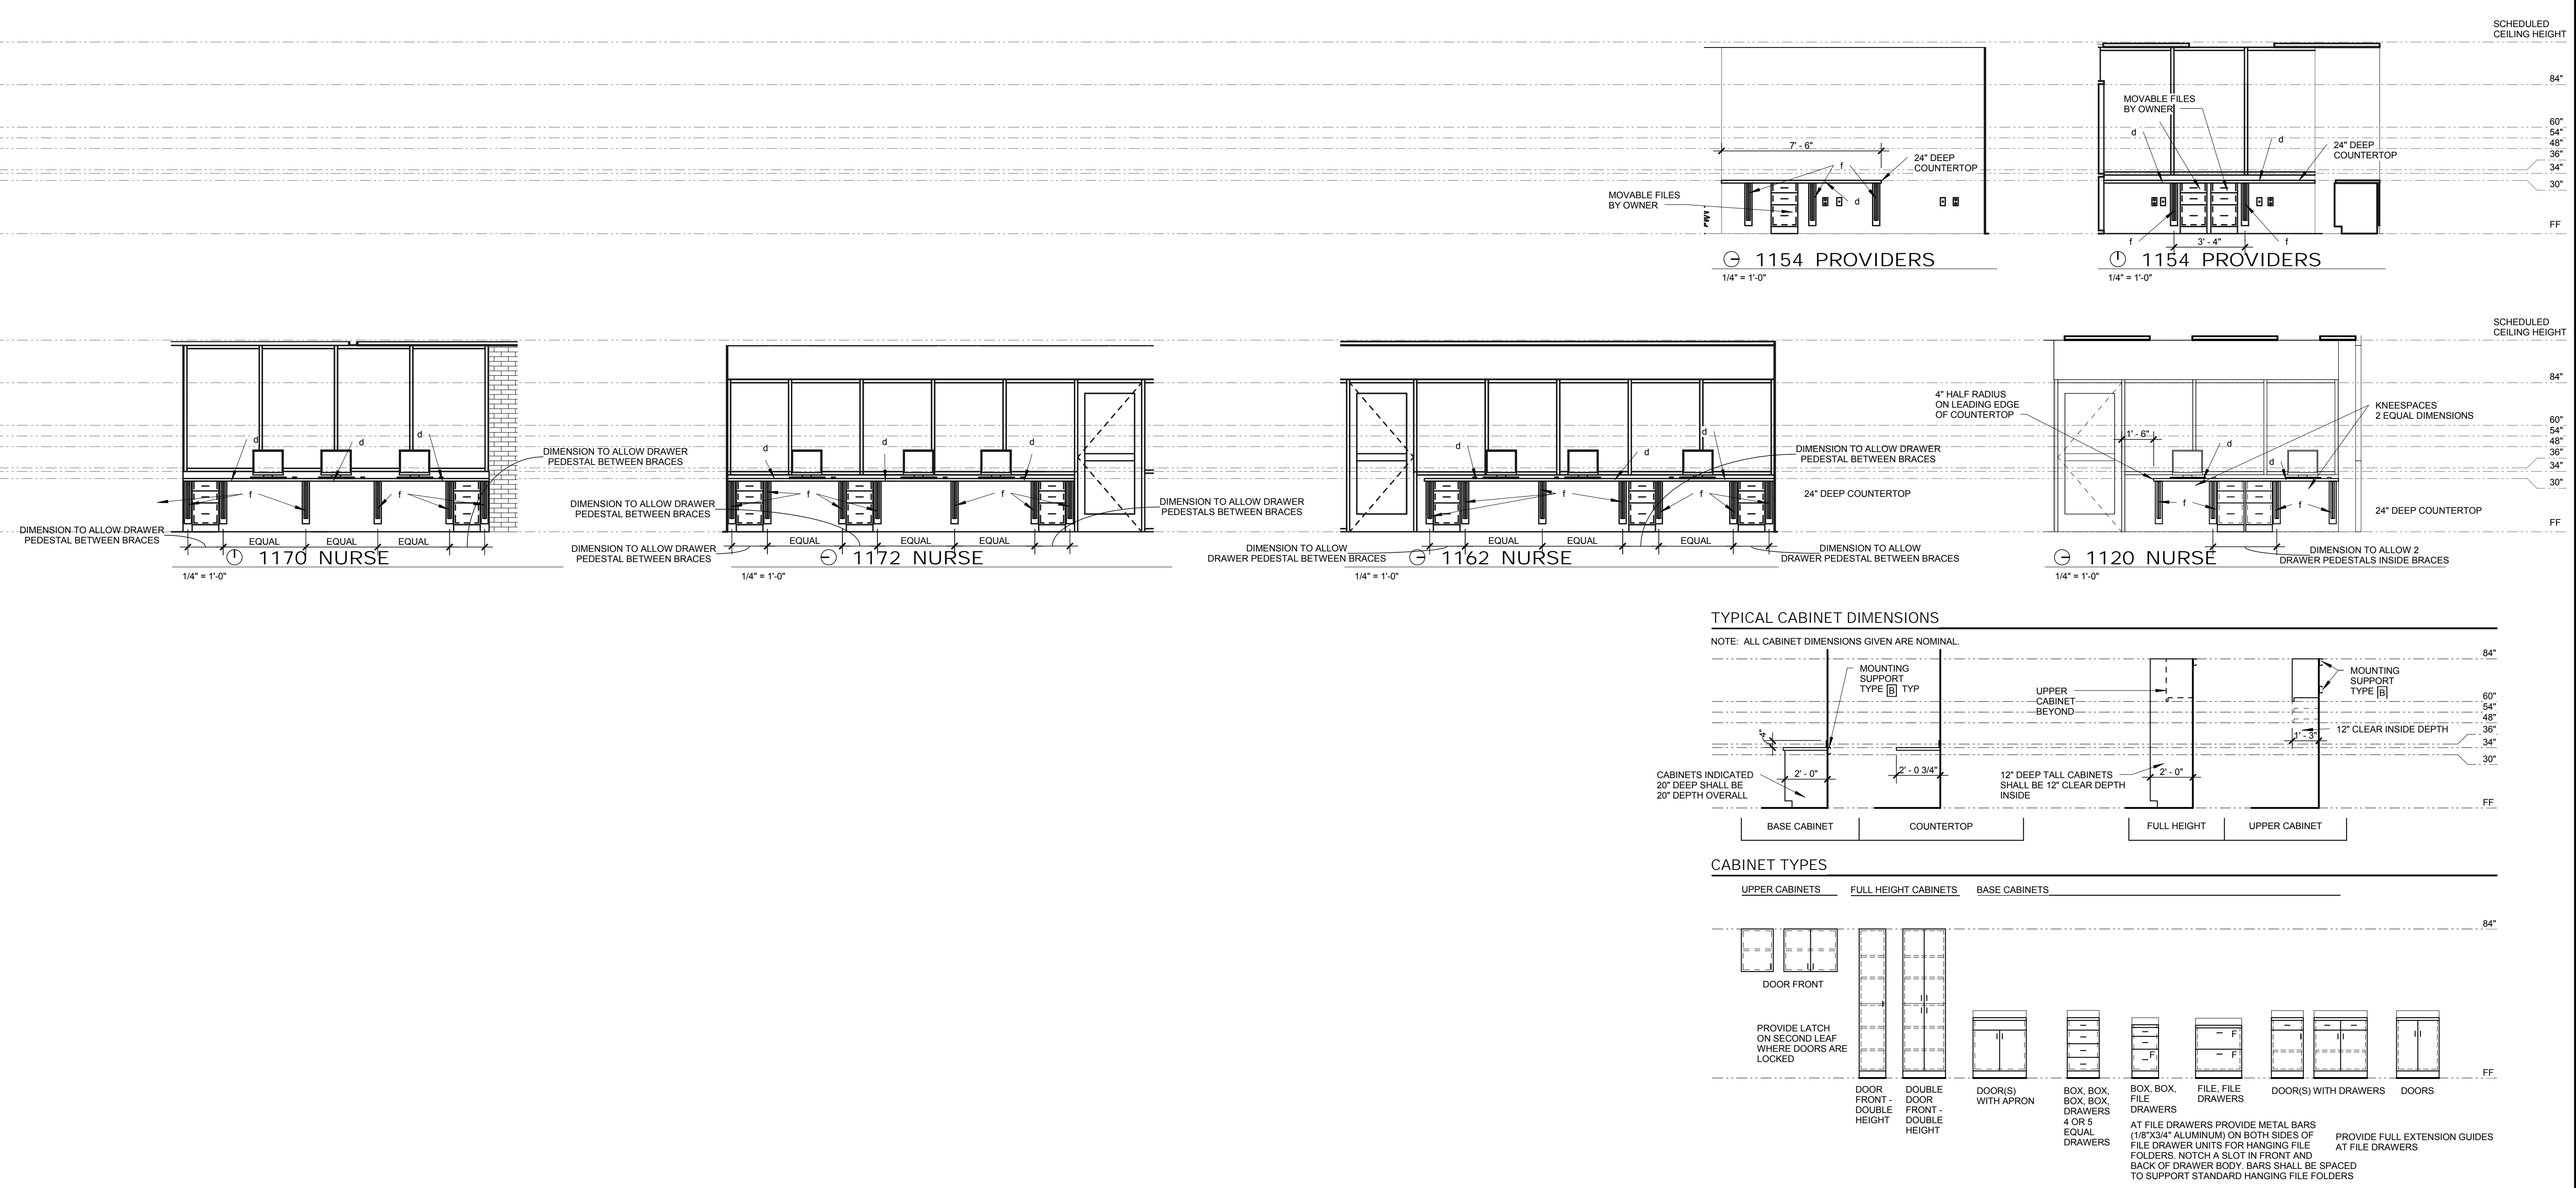 SCHEDULED
CEILING HEIGHT
84"
60"
54"
48"
36"
34"
30"
FF
7' - 6"
f
24" DEEP
COUNTERTOP
MOVABLE FILES
BY OWNER
d
1154 PROVIDERS
1/4" = 1'-0"
MOVABLE FILES
BY OWNER
d
d
24" DEEP
COUNTERTOP
f
3' - 4"
f
1154 PROVIDERS
1/4" = 1'-0"
SCHEDULED
CEILING HEIGHT
84"
60"
54"
48"
36"
34"
30"
FF
d
d
d
DIMENSION TO ALLOW DRAWER
PEDESTAL BETWEEN BRACES
f
f
DIMENSION TO ALLOW DRAWER
PEDESTAL BETWEEN BRACES
EQUAL
EQUAL
EQUAL
1170 NURSE
1/4" = 1'-0"
d
d
d
DIMENSION TO ALLOW DRAWER
PEDESTAL BETWEEN BRACES
f
f
f
DIMENSION TO ALLOW DRAWER
PEDESTALS BETWEEN BRACES
DIMENSION TO ALLOW DRAWER
PEDESTAL BETWEEN BRACES
EQUAL
EQUAL
EQUAL
1172 NURSE
1/4" = 1'-0"
d
d
d
DIMENSION TO ALLOW DRAWER
PEDESTAL BETWEEN BRACES
f
f
24" DEEP COUNTERTOP
DIMENSION TO ALLOW
DRAWER PEDESTAL BETWEEN BRACES
EQUAL
EQUAL
EQUAL
DIMENSION TO ALLOW
DRAWER PEDESTAL BETWEEN BRACES
1162 NURSE
1/4" = 1'-0"
4" HALF RADIUS
ON LEADING EDGE
OF COUNTERTOP
1' - 6"
d
d
KNEESPACES
2 EQUAL DIMENSIONS
f
f
24" DEEP COUNTERTOP
DIMENSION TO ALLOW 2
DRAWER PEDESTALS INSIDE BRACES
1120 NURSE
1/4" = 1'-0"
TYPICAL CABINET DIMENSIONS
NOTE: ALL CABINET DIMENSIONS GIVEN ARE NOMINAL.
84"
60"
54"
48"
36"
34"
30"
FF
MOUNTING
SUPPORT
TYPE B TYP
4"
CABINETS INDICATED
20" DEEP SHALL BE
20" DEPTH OVERALL
2' - 0"
2' - 0 3/4"
UPPER
CABINET
BEYOND
12" DEEP TALL CABINETS
SHALL BE 12" CLEAR DEPTH
INSIDE
2' - 0"
MOUNTING
SUPPORT
TYPE B
12" CLEAR INSIDE DEPTH
1' - 3"
BASE CABINET
COUNTERTOP
FULL HEIGHT
UPPER CABINET
CABINET TYPES
UPPER CABINETS
FULL HEIGHT CABINETS
BASE CABINETS
84"
DOOR FRONT
PROVIDE LATCH
ON SECOND LEAF
WHERE DOORS ARE
LOCKED
F
F
F
FF
DOOR
FRONT -
DOUBLE
HEIGHT
DOUBLE
DOOR
FRONT -
DOUBLE
HEIGHT
DOOR(S)
WITH APRON
BOX, BOX,
BOX, BOX,
DRAWERS
4 OR 5
EQUAL
DRAWERS
BOX, BOX,
FILE
DRAWERS
FILE, FILE
DRAWERS
DOOR(S) WITH DRAWERS
DOORS
AT FILE DRAWERS PROVIDE METAL BARS
(1/8"X3/4" ALUMINUM) ON BOTH SIDES OF
FILE DRAWER UNITS FOR HANGING FILE
FOLDERS. NOTCH A SLOT IN FRONT AND
BACK OF DRAWER BODY. BARS SHALL BE SPACED
TO SUPPORT STANDARD HANGING FILE FOLDERS
PROVIDE FULL EXTENSION GUIDES
AT FILE DRAWERS